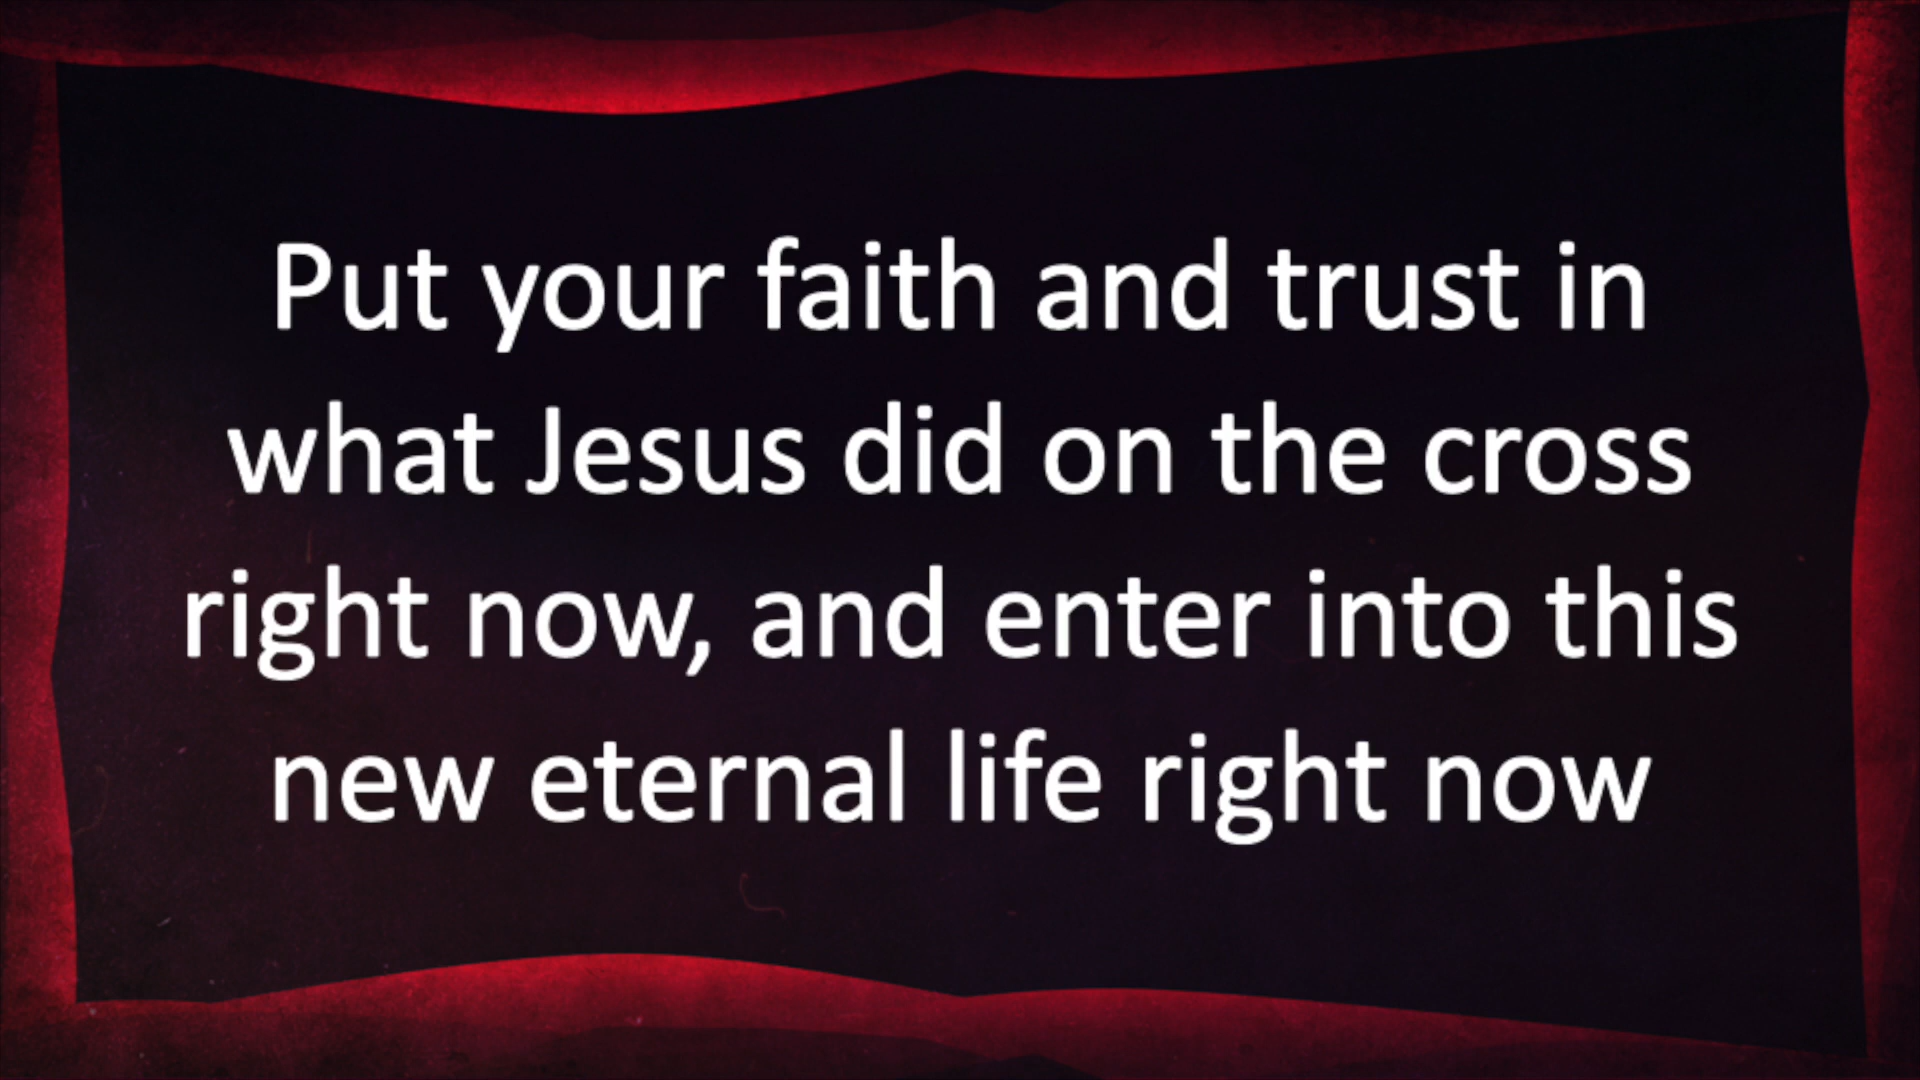 Put your faith and trust in
what Jesus did on the cross
right now, and enter into this
new eternal life right now